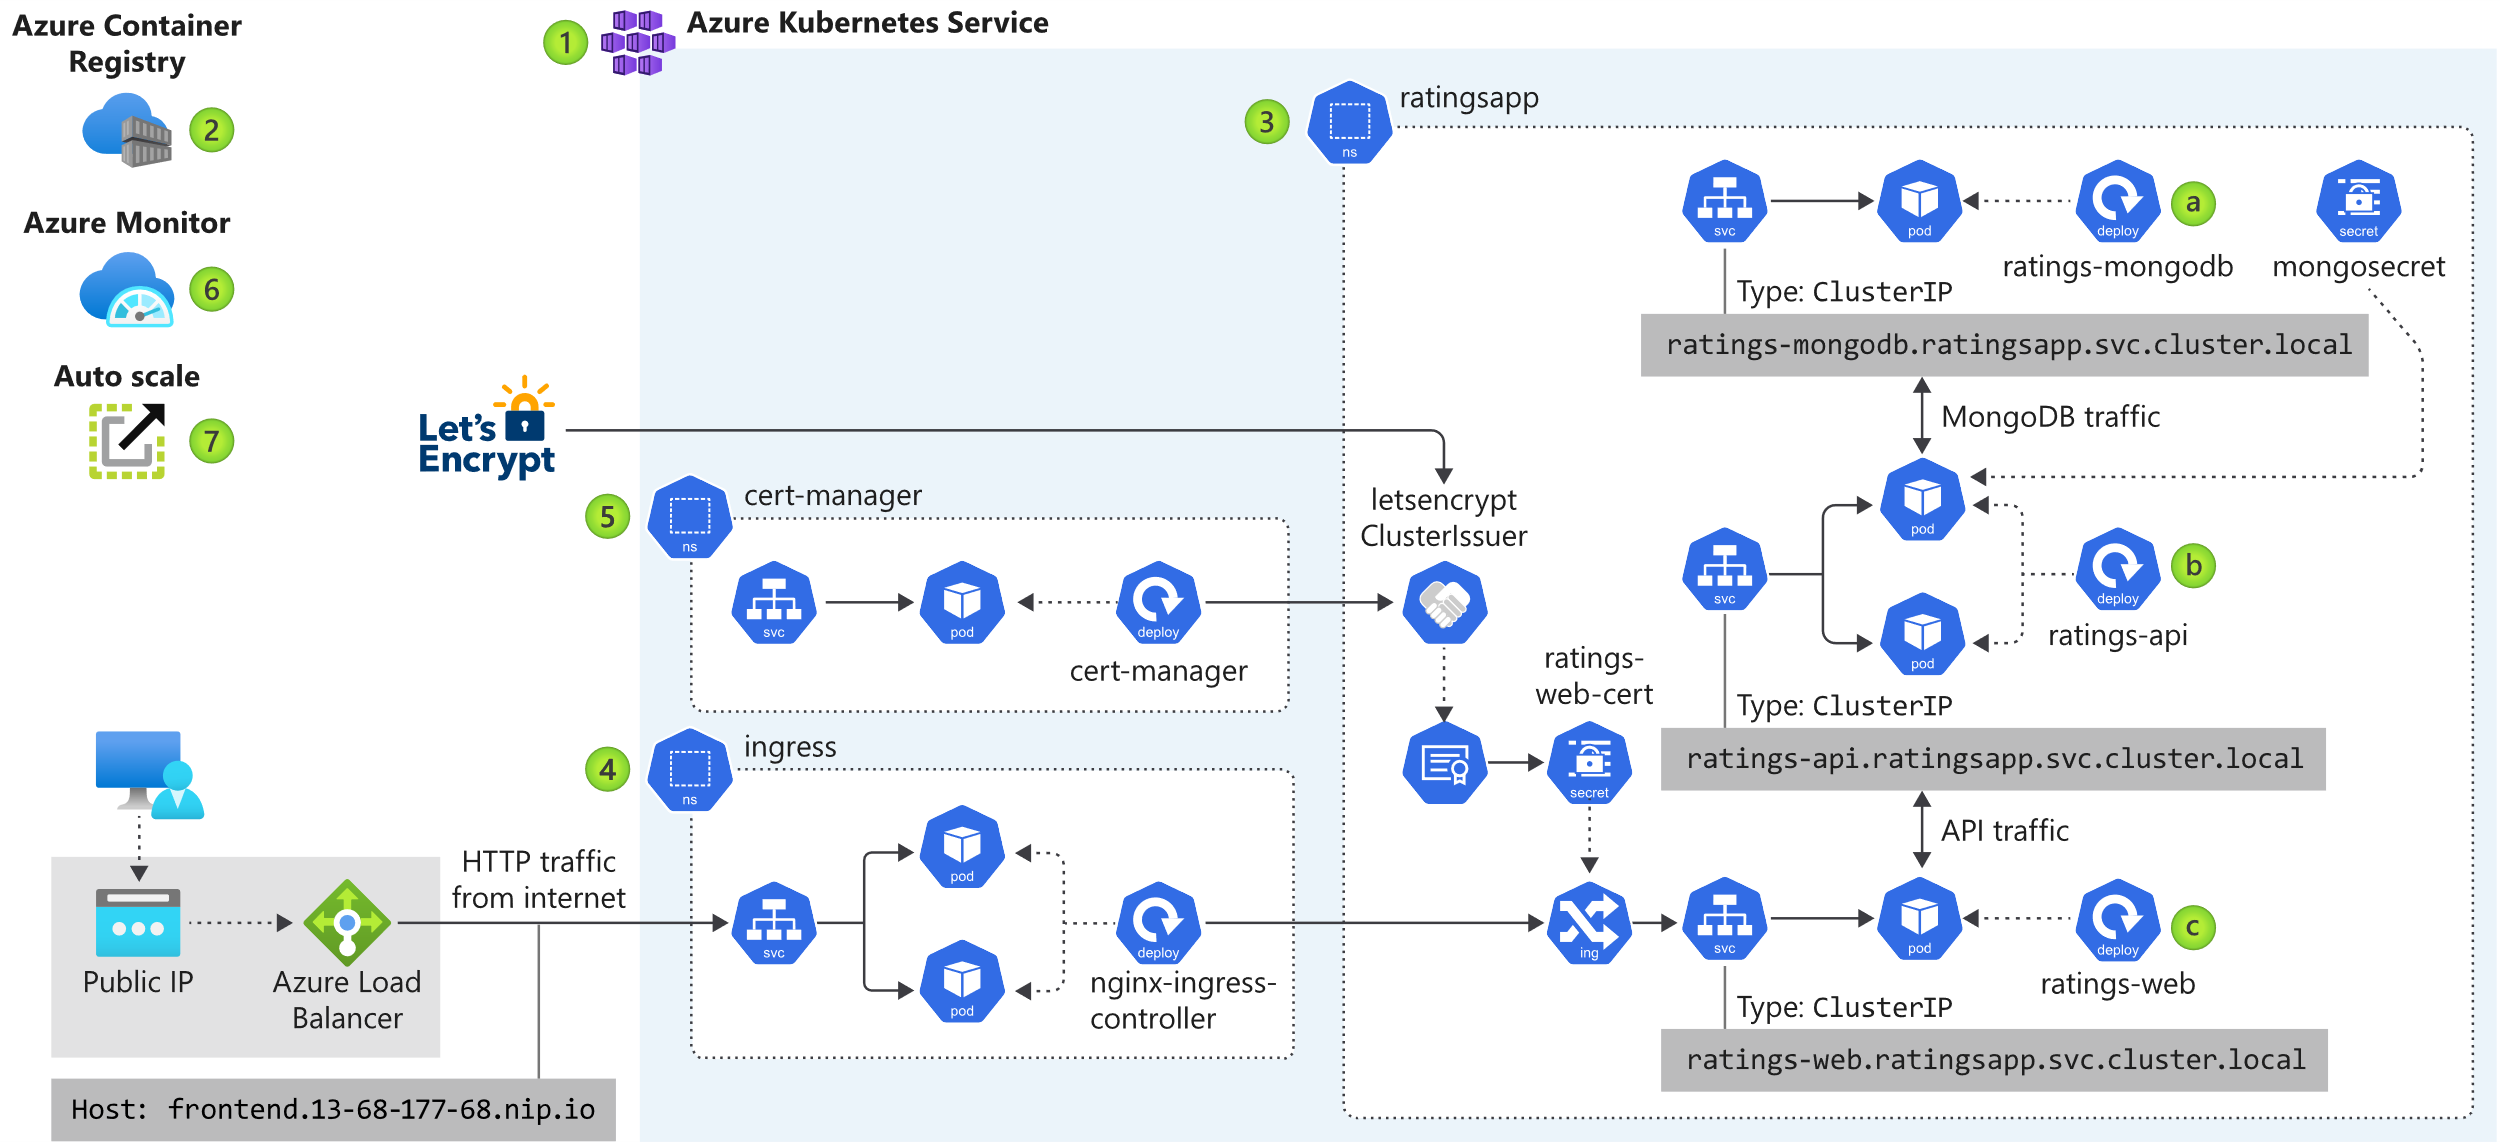 Azure Container
Registry
2
Azure Monitor
6
Auto scale
7
Let's
Encrypt
1
Azure Kubernetes Service
3
ns
ratingsapp
svc
pod
deploy
a
secret
ratings-mongodb
mongosecret
Type: ClusterIP
ratings-mongodb.ratingsapp.svc.cluster.local
MongoDB traffic
5
ns
cert-manager
svc
pod
deploy
cert-manager
letsencrypt
ClusterIssuer
pod
svc
pod
deploy
b
ratings-api
ratings-
web-cert
secret
Type: ClusterIP
ratings-api.ratingsapp.svc.cluster.local
API traffic
4
ns
ingress
HTTP traffic
from internet
Public IP
Azure Load
Balancer
svc
pod
pod
deploy
nginx-ingress-
controller
ing
svc
pod
deploy
c
ratings-web
Type: ClusterIP
ratings-web.ratingsapp.svc.cluster.local
Host: frontend.13-68-177-68.nip.io